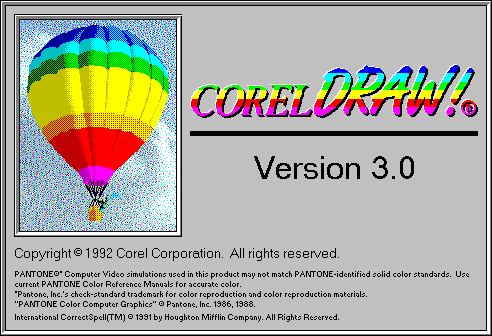 COREL DRAW!®
Version 3.0
Copyright © 1992 Corel Corporation. All rights reserved.
PANTONE®* Computer Video simulations used in this product may not match PANTONE-identified solid color standards. Use
current PANTONE Color Reference Manuals for accurate color.
*Pantone, Inc.'s check-standard trademark for color reproduction and color reproduction materials.
"PANTONE Color Computer Graphics" © Pantone, Inc. 1986, 1988.
International CorrectSpell(TM) © 1991 by Houghton Mifflin Company. All Rights Reserved.